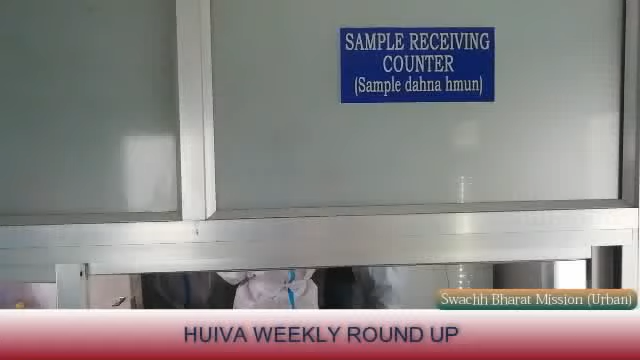 SAMPLE RECEIVING
COUNTER
(Sample dahna hmun)
Swachh Bharat Mission (Urban)
HUIVA WEEKLY ROUND UP